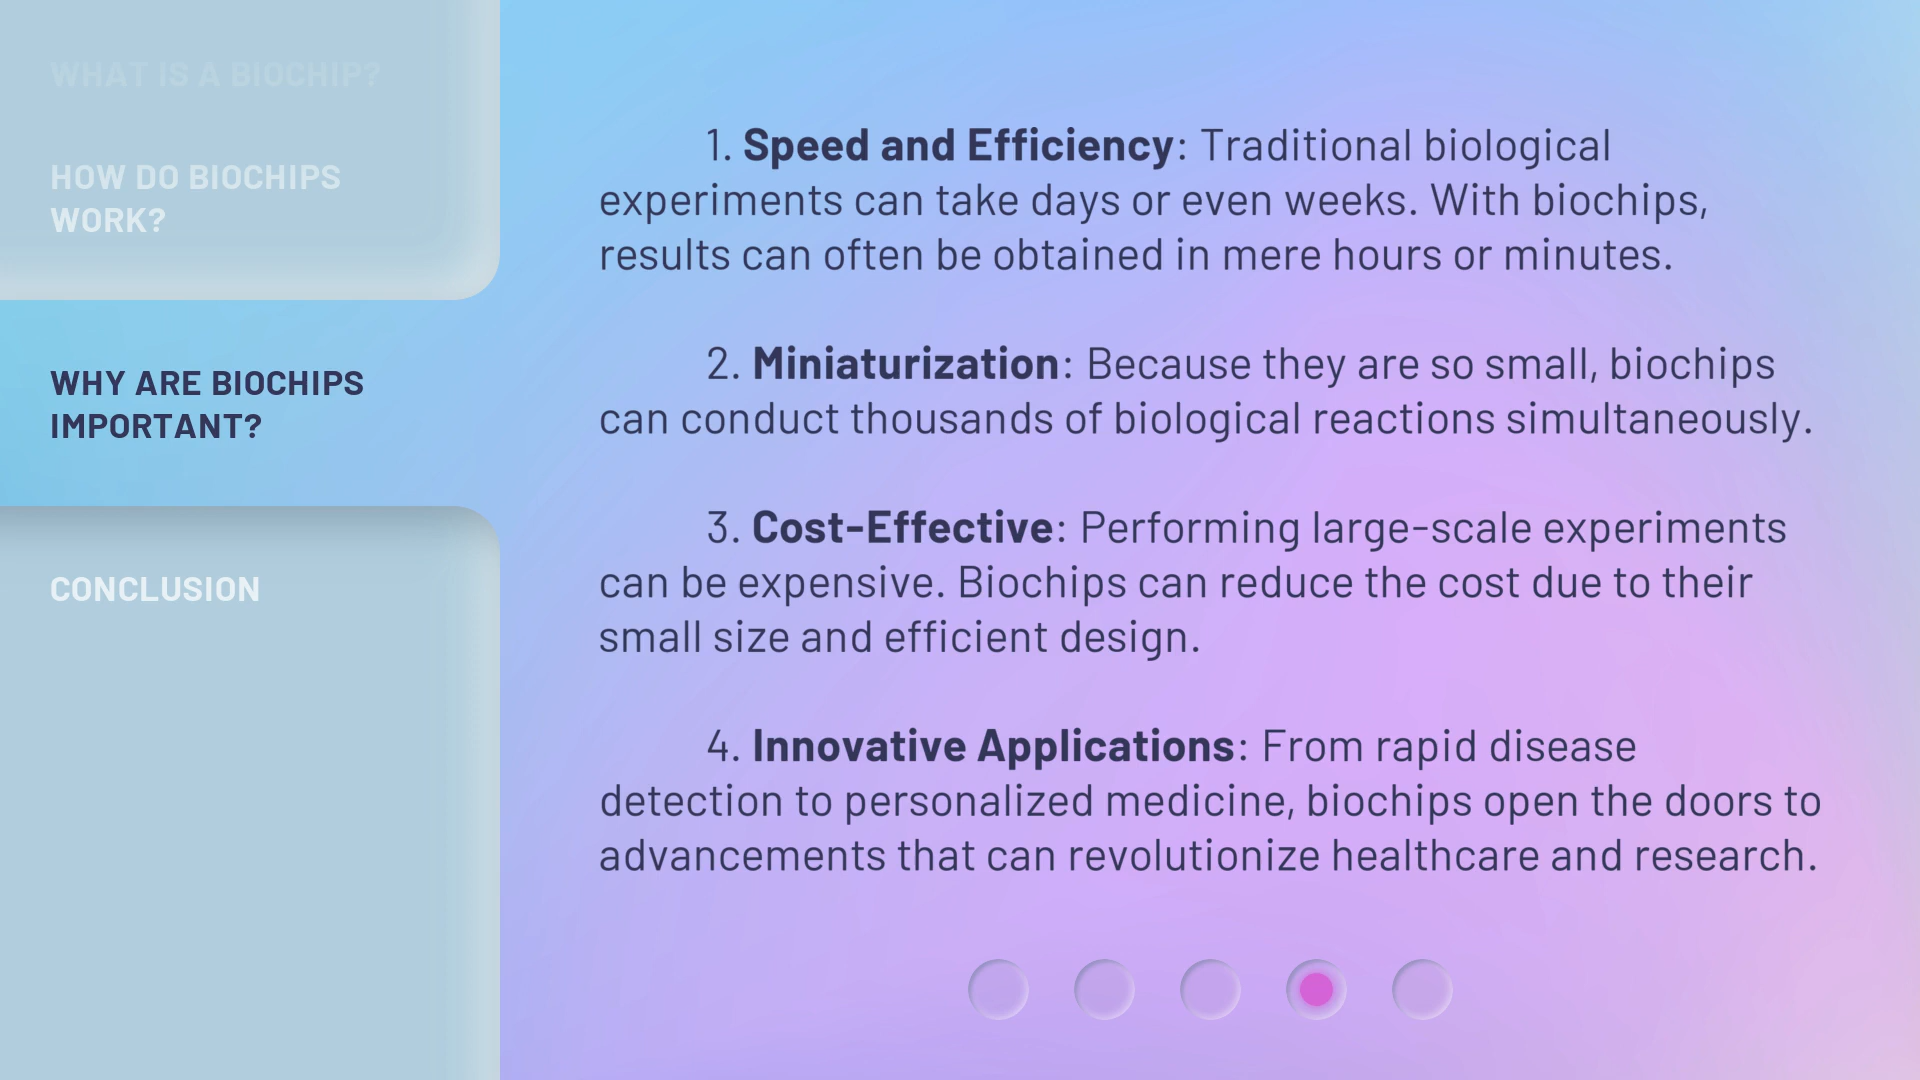 WHAT IS A BIOCHIP?
HOW DO BIOCHIPS
WORK?
WHY ARE BIOCHIPS
IMPORTANT?
CONCLUSION
1. Speed and Efficiency: Traditional biological
experiments can take days or even weeks. With biochips,
results can often be obtained in mere hours or minutes.
2. Miniaturization: Because they are so small, biochips
can conduct thousands of biological reactions simultaneously.
3. Cost-Effective: Performing large-scale experiments
can be expensive. Biochips can reduce the cost due to their
small size and efficient design.
4. Innovative Applications: From rapid disease
detection to personalized medicine, biochips open the doors to
advancements that can revolutionize healthcare and research.